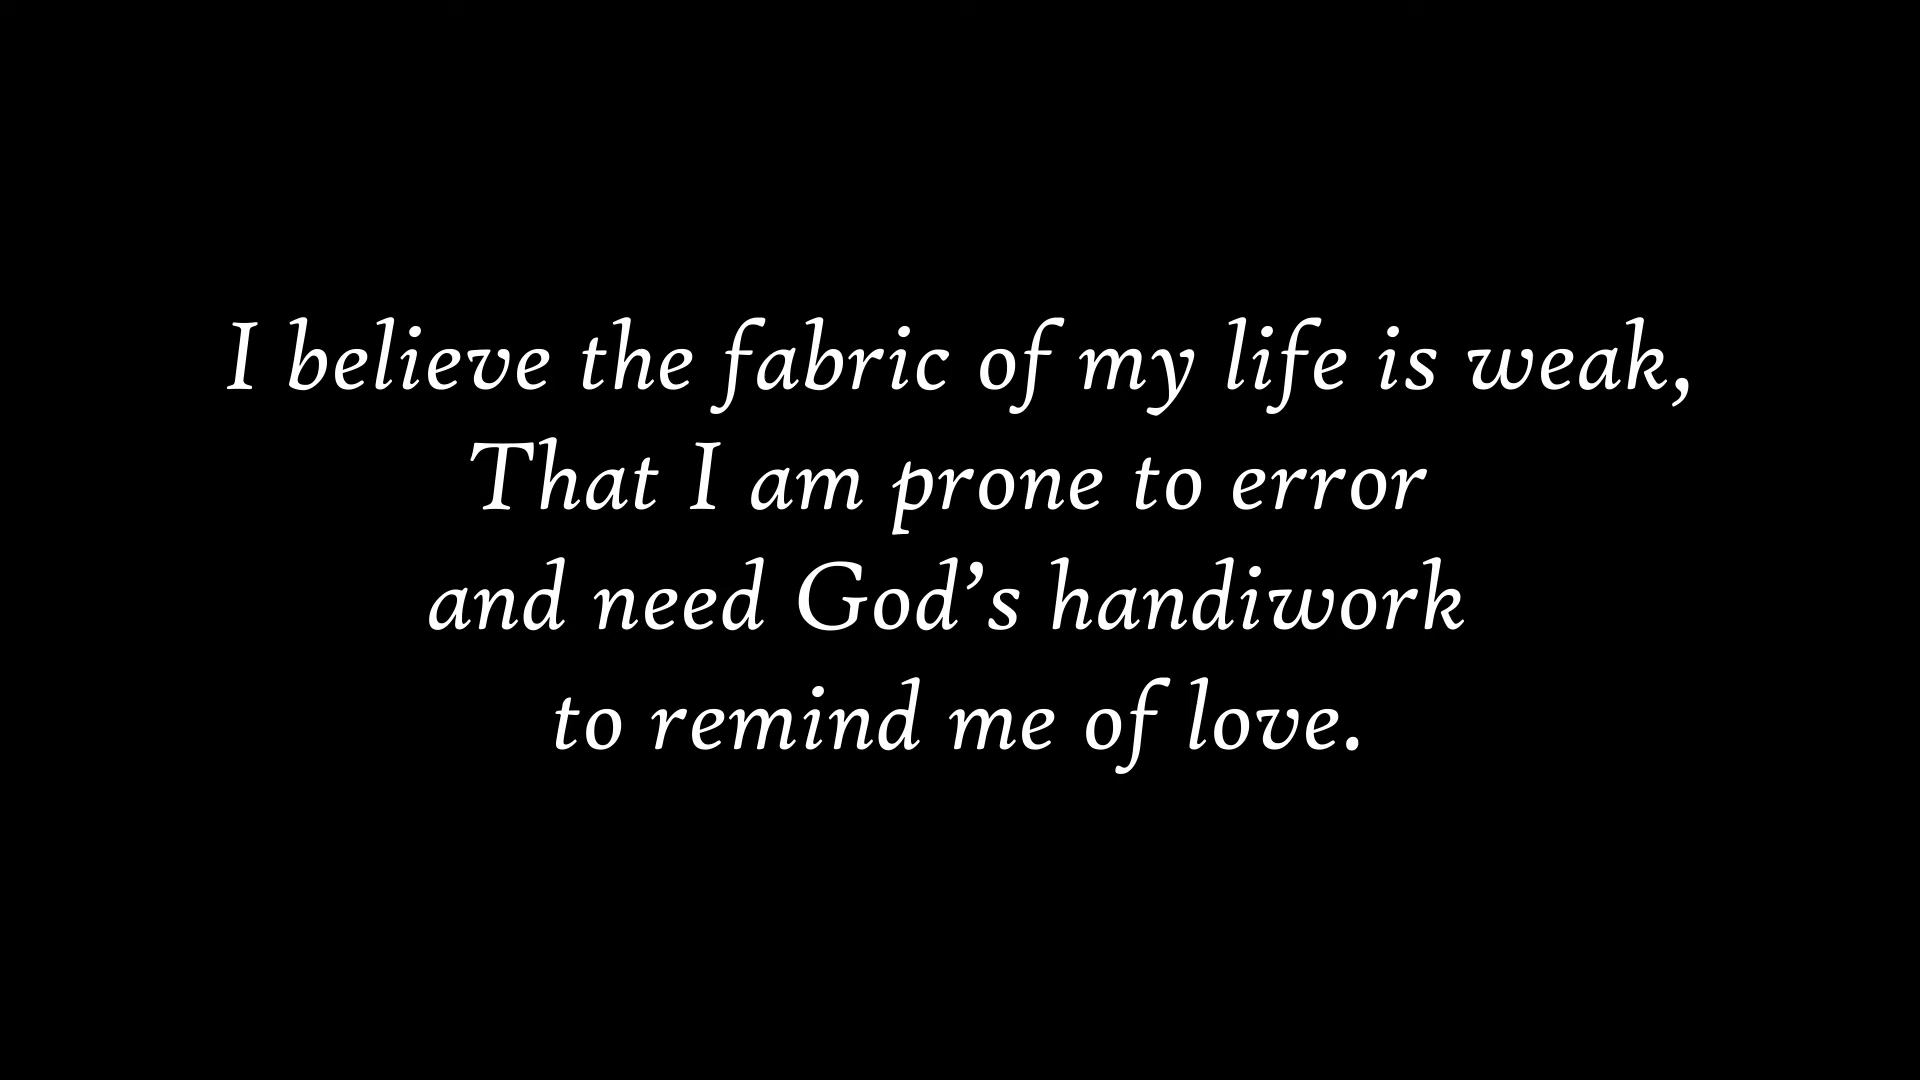 I believe the fabric of my life is weak,
That I am prone to error
and need God’s handiwork
to remind me of love.